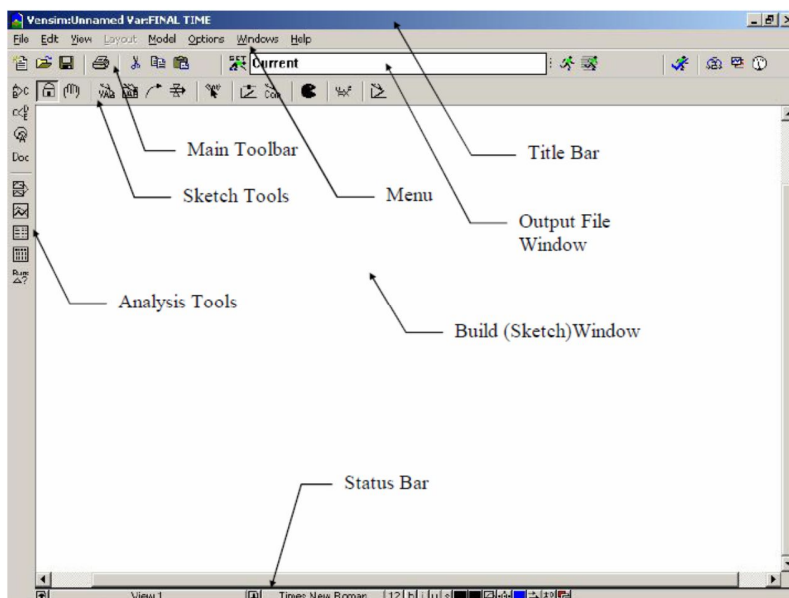 Vensim:Unnamed Var:FINAL TIME
File Edit View Layout Model Options Windows Help
Current
Doc
Main Toolbar
Title Bar
Sketch Tools
Menu
Output File
Window
Analysis Tools
Build (Sketch)Window
Status Bar
View 1 Times New Roman 12 b i u s